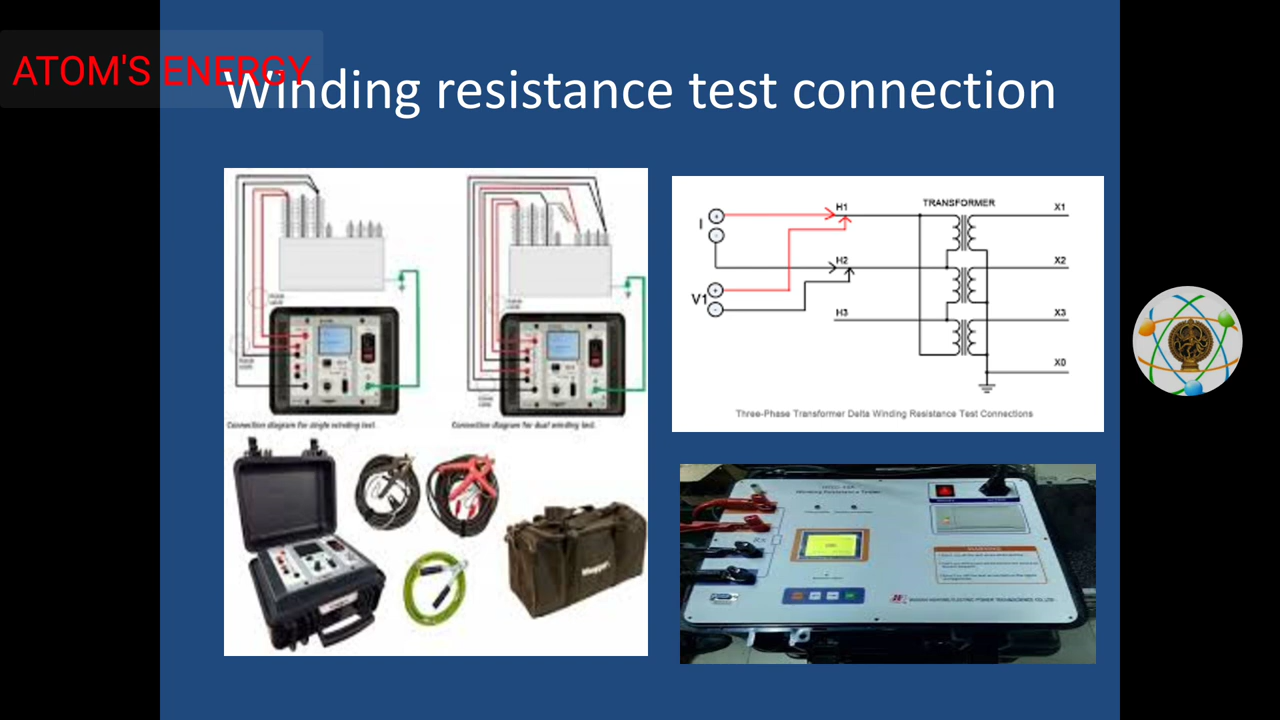 ATOM'S ENERGY
Winding resistance test connection
Connection diagram for single winding test.
Connection diagram for dual winding test.
Megger.
TRANSFORMER
I
V1
H1
H2
H3
X1
X2
X3
X0
Three-Phase Transformer Delta Winding Resistance Test Connections
Winding Resistance Tester
Rx
WARNING